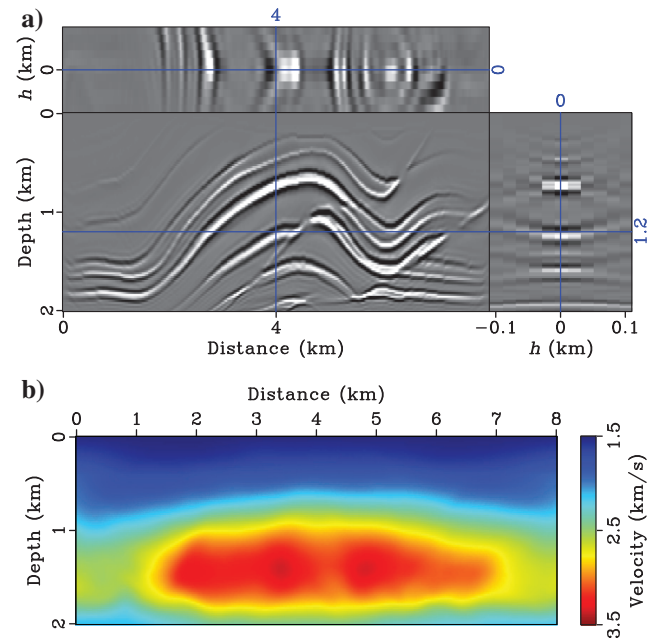 a)
4
h (km)
0
0
0
0
Depth (km)
1
1.2
2
0
4
-0.1
0
0.1
Distance (km)
h (km)
b)
Distance (km)
0 1 2 3 4 5 6 7 8
0
1.5
Depth (km)
1
2.5
Velocity (km/s)
2
3.5